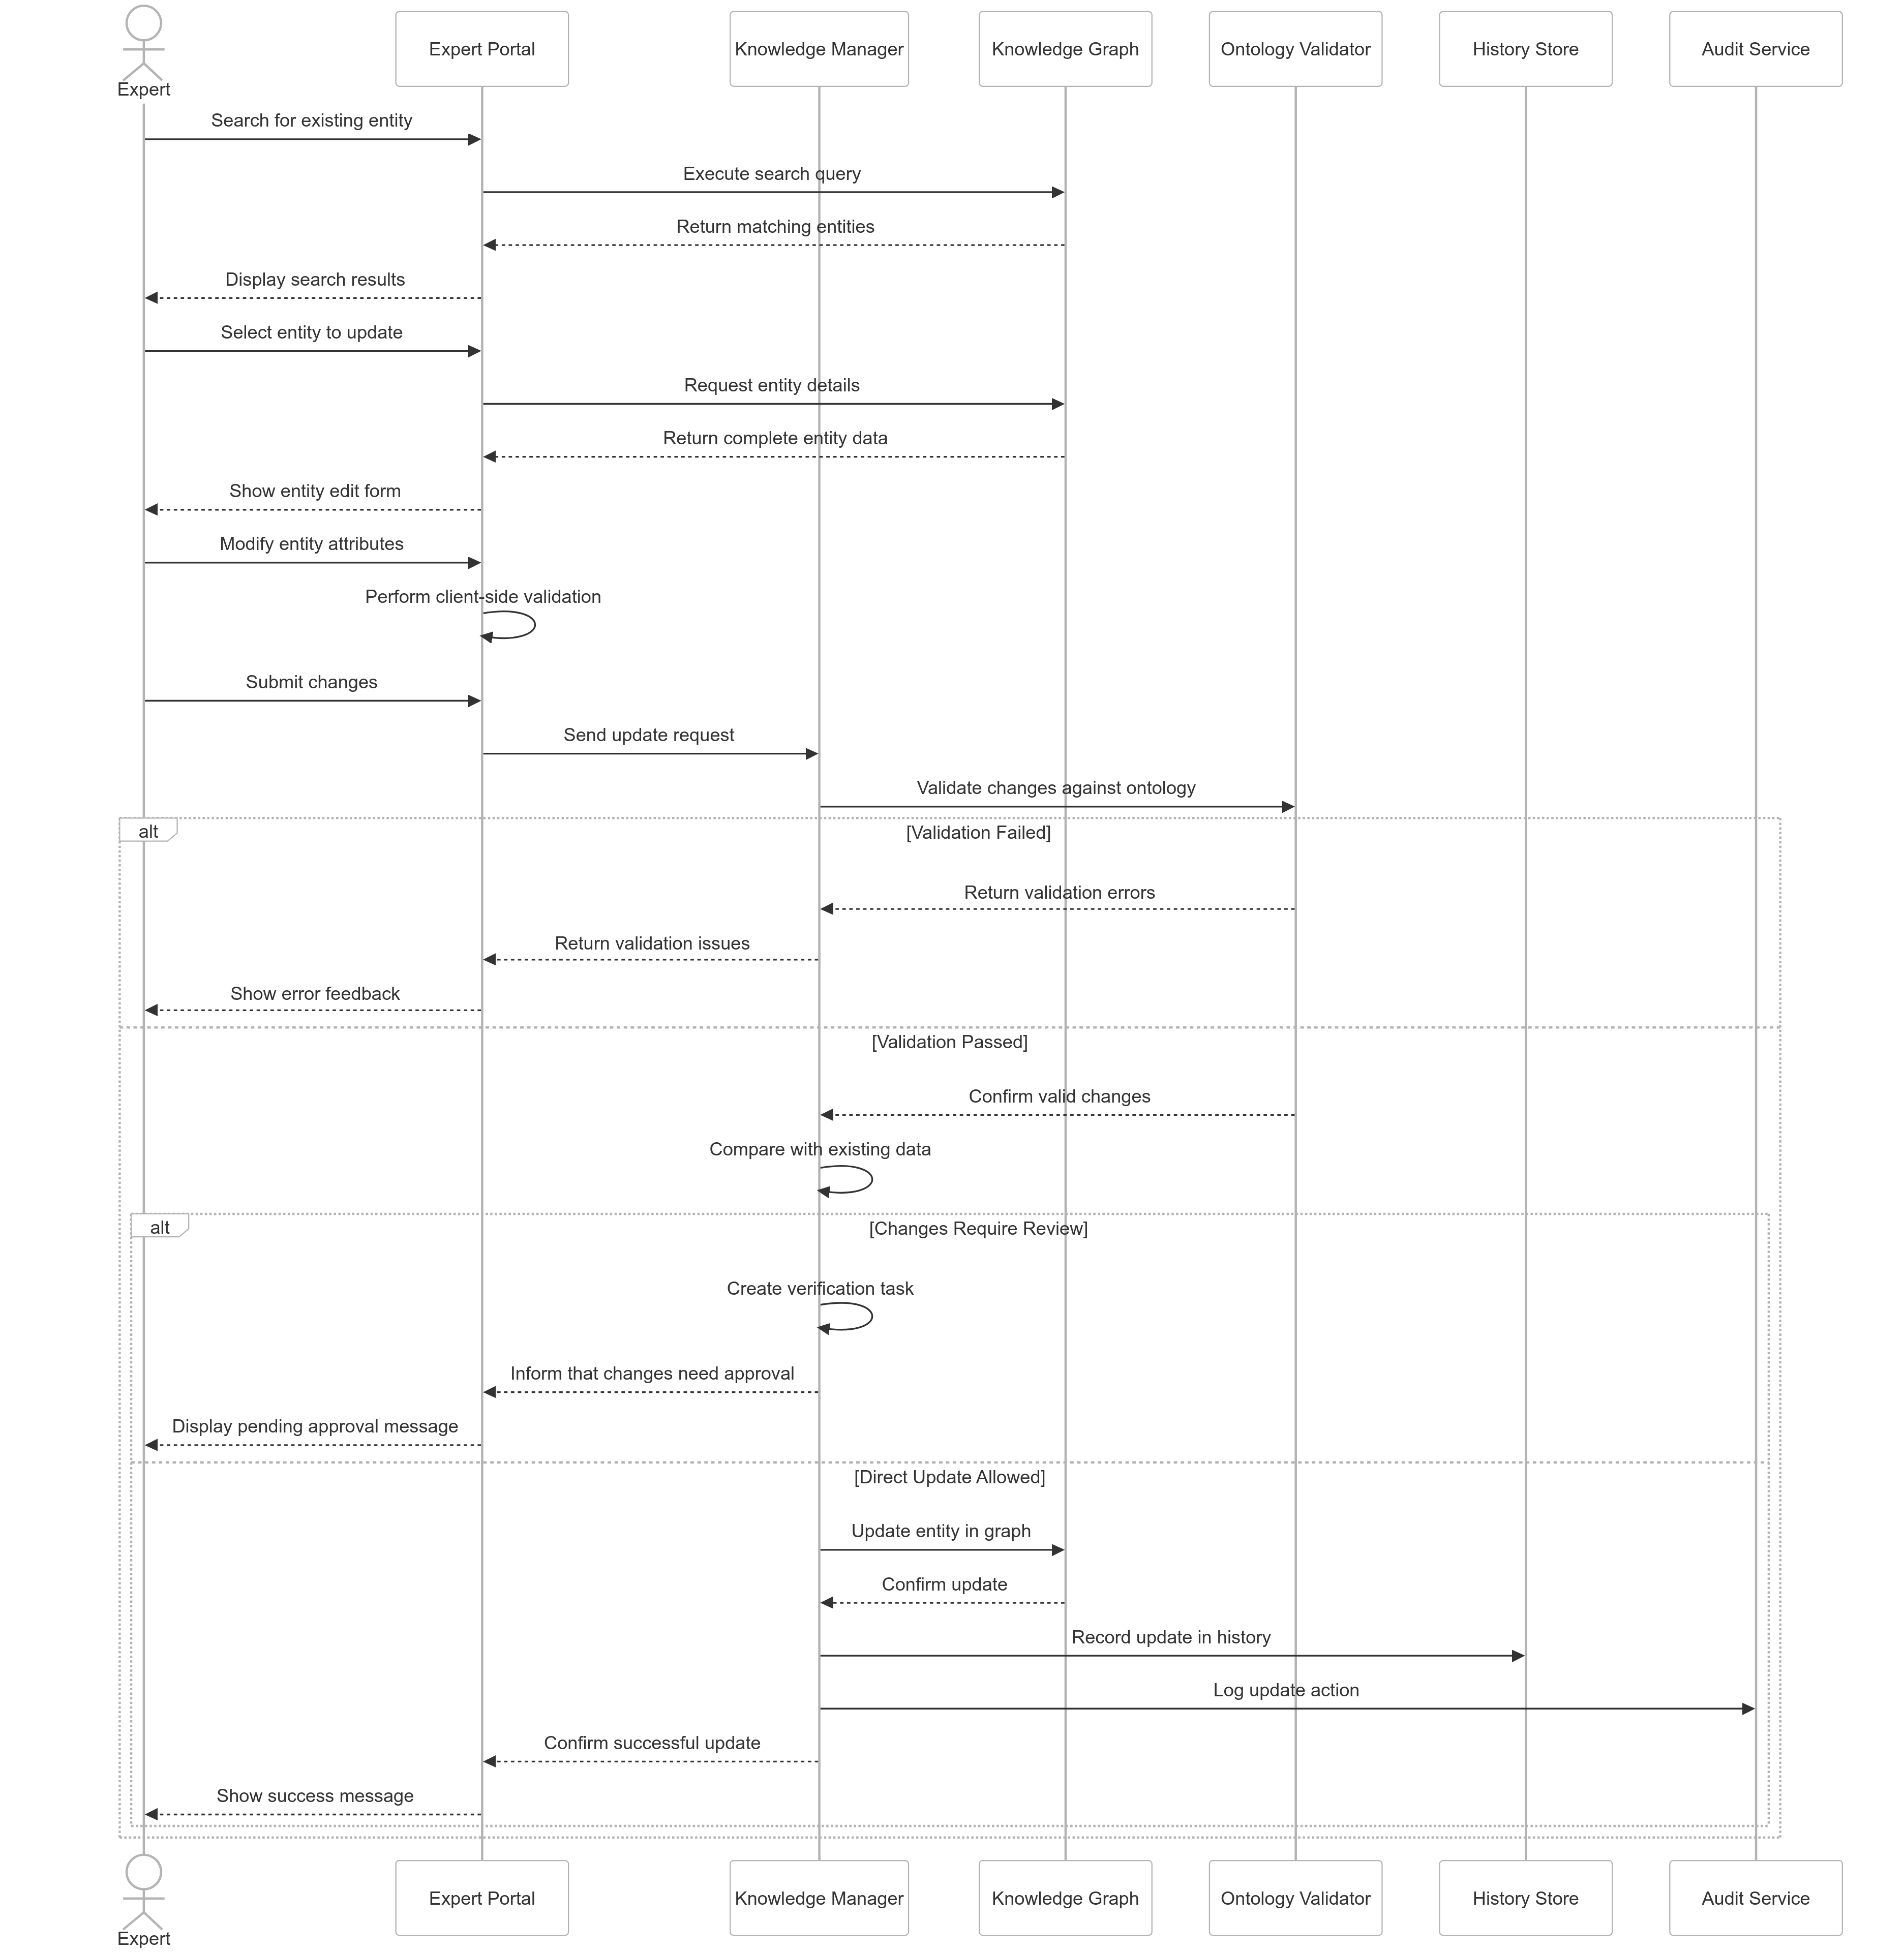 Expert
Expert Portal
Knowledge Manager
Knowledge Graph
Ontology Validator
History Store
Audit Service
Search for existing entity
Execute search query
Return matching entities
Display search results
Select entity to update
Request entity details
Return complete entity data
Show entity edit form
Modify entity attributes
Perform client-side validation
Submit changes
Send update request
Validate changes against ontology
alt
[Validation Failed]
Return validation errors
Return validation issues
Show error feedback
[Validation Passed]
Confirm valid changes
Compare with existing data
alt
[Changes Require Review]
Create verification task
Inform that changes need approval
Display pending approval message
[Direct Update Allowed]
Update entity in graph
Confirm update
Record update in history
Log update action
Confirm successful update
Show success message
Expert
Expert Portal
Knowledge Manager
Knowledge Graph
Ontology Validator
History Store
Audit Service